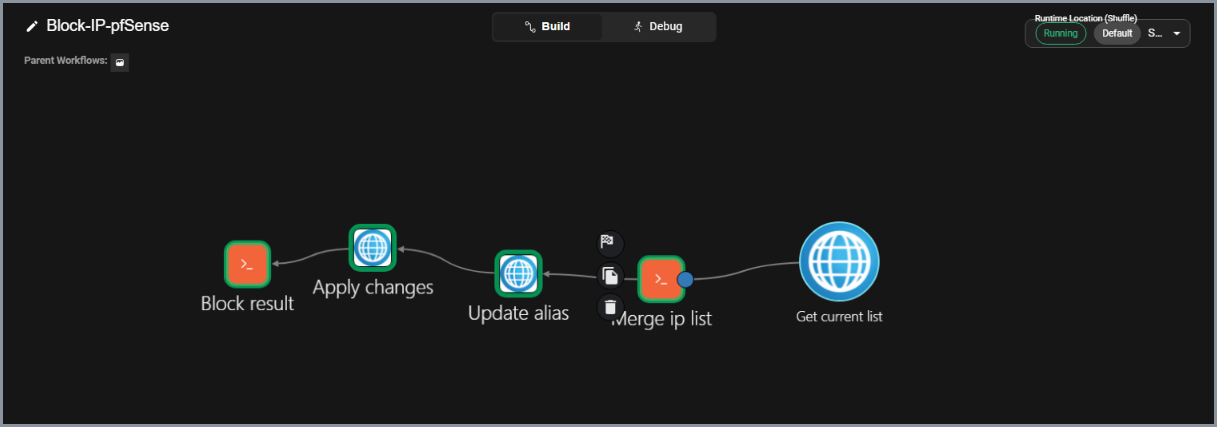 Block-IP-pfSense
Build
Debug
Runtime Location (Shuffle)
Running
Default
S...
Parent Workflows:
Block result
Apply changes
Update alias
Merge ip list
Get current list